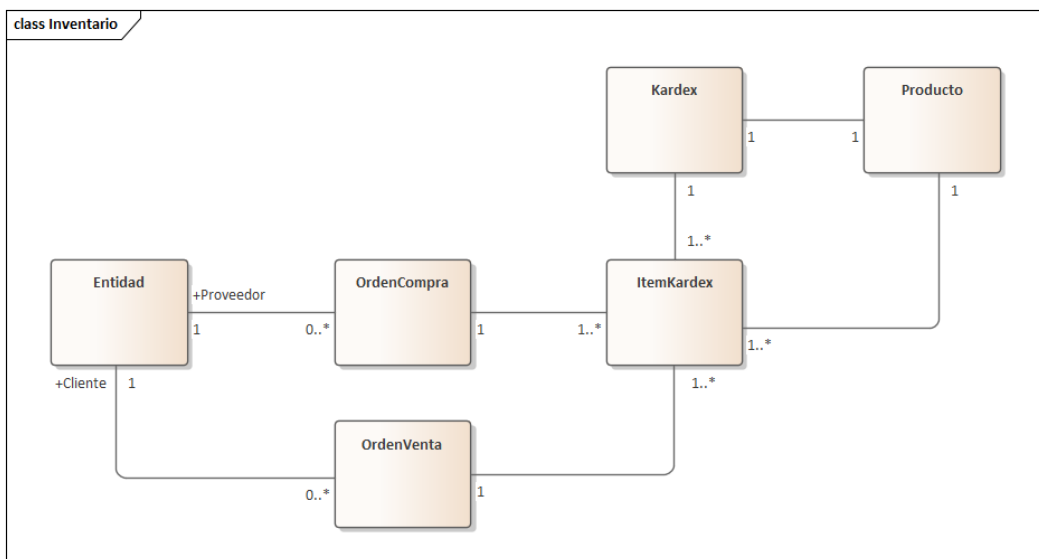 class Inventario
Kardex
Producto
1
1
1
1
1..*
Entidad
OrdenCompra
ItemKardex
+Proveedor
1
0..*
1
1..*
1..*
+Cliente
1
1..*
OrdenVenta
0..*
1